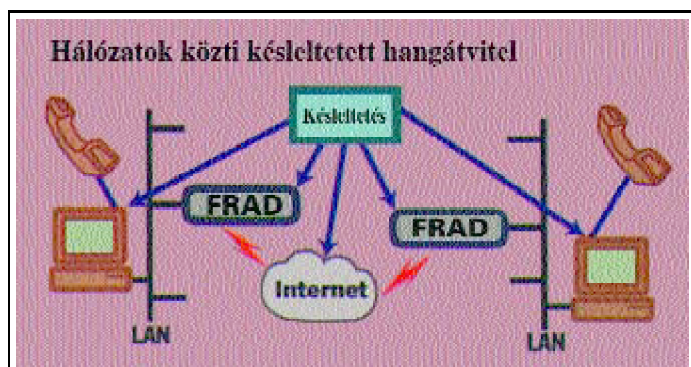 Hálózatok közti késleltetett hangátvitel
Késleltetés
FRAD
FRAD
Internet
LAN
LAN